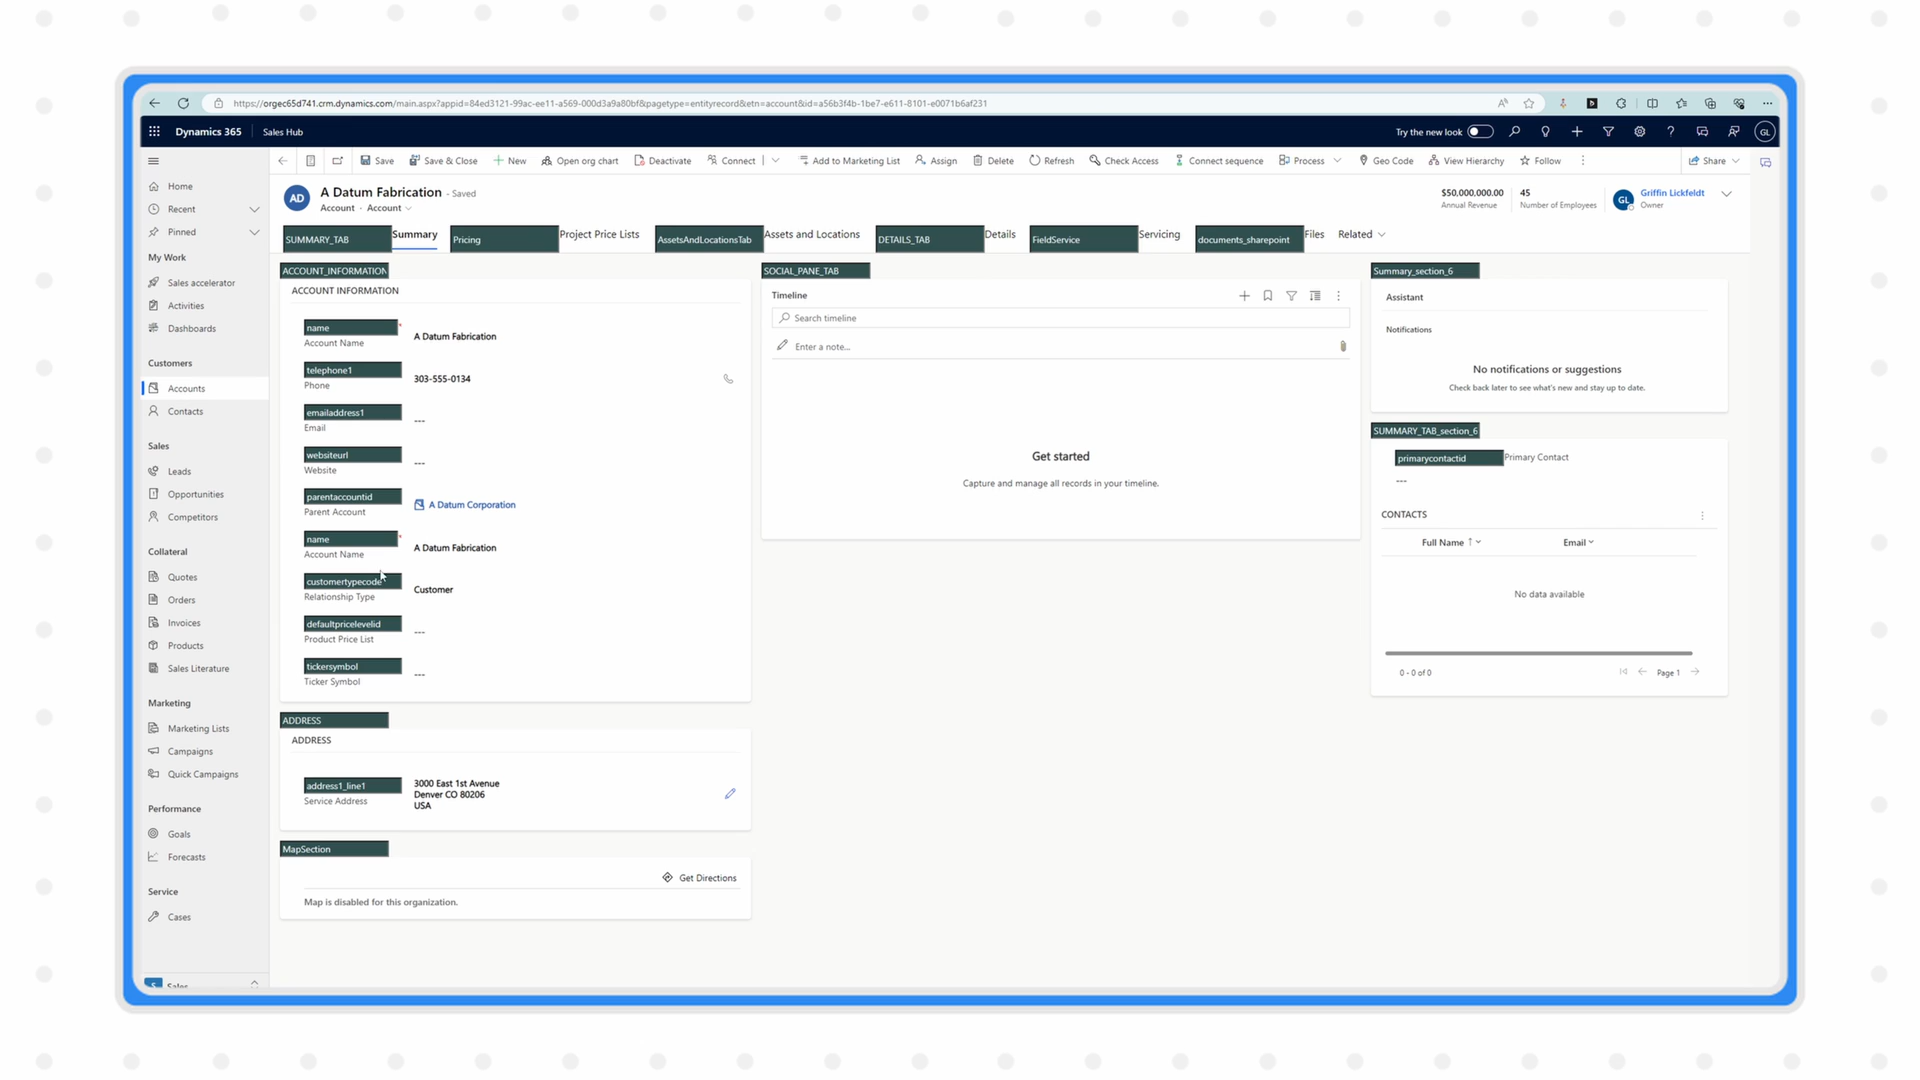 https://orgec65d741.crm.dynamics.com/main.aspx?appid=84ed3121-99ac-ee11-a569-000d3a9a80bf&pagetype=entityrecord&etn=account&id=a56b3f4b-1be7-e611-8101-e0071b6af231
Dynamics 365 Sales Hub Try the new look GL
Save Save & Close New Open org chart Deactivate Connect Add to Marketing List Assign Delete Refresh Check Access Connect sequence Process Geo Code View Hierarchy Follow Share
Home
Recent
Pinned
My Work
Sales accelerator
Activities
Dashboards
Customers
Accounts
Contacts
Sales
Leads
Opportunities
Competitors
Collateral
Quotes
Orders
Invoices
Products
Sales Literature
Marketing
Marketing Lists
Campaigns
Quick Campaigns
Performance
Goals
Forecasts
Service
Cases
S Sales
AD
A Datum Fabrication - Saved
Account · Account
$50,000,000.00
Annual Revenue
45
Number of Employees
GL
Griffin Lickfeldt
Owner
SUMMARY_TAB Summary Pricing Project Price Lists AssetsAndLocationsTab Assets and Locations DETAILS_TAB Details FieldService Servicing documents_sharepoint Files Related
ACCOUNT_INFORMATION
ACCOUNT INFORMATION
name *
Account Name
A Datum Fabrication
telephone1
Phone
303-555-0134
emailaddress1
Email
---
websiteurl
Website
---
parentaccountid
Parent Account
A Datum Corporation
name *
Account Name
A Datum Fabrication
customertypecode
Relationship Type
Customer
defaultpricelevelid
Product Price List
---
tickersymbol
Ticker Symbol
---
ADDRESS
ADDRESS
address1_line1
Service Address
3000 East 1st Avenue
Denver CO 80206
USA
MapSection
Get Directions
Map is disabled for this organization.
SOCIAL_PANE_TAB
Timeline
Search timeline
Enter a note...
Get started
Capture and manage all records in your timeline.
Summary_section_6
Assistant
Notifications
No notifications or suggestions
Check back later to see what's new and stay up to date.
SUMMARY_TAB_section_6
primarycontactid Primary Contact
---
CONTACTS
Full Name ↑ Email
No data available
0 - 0 of 0 Page 1